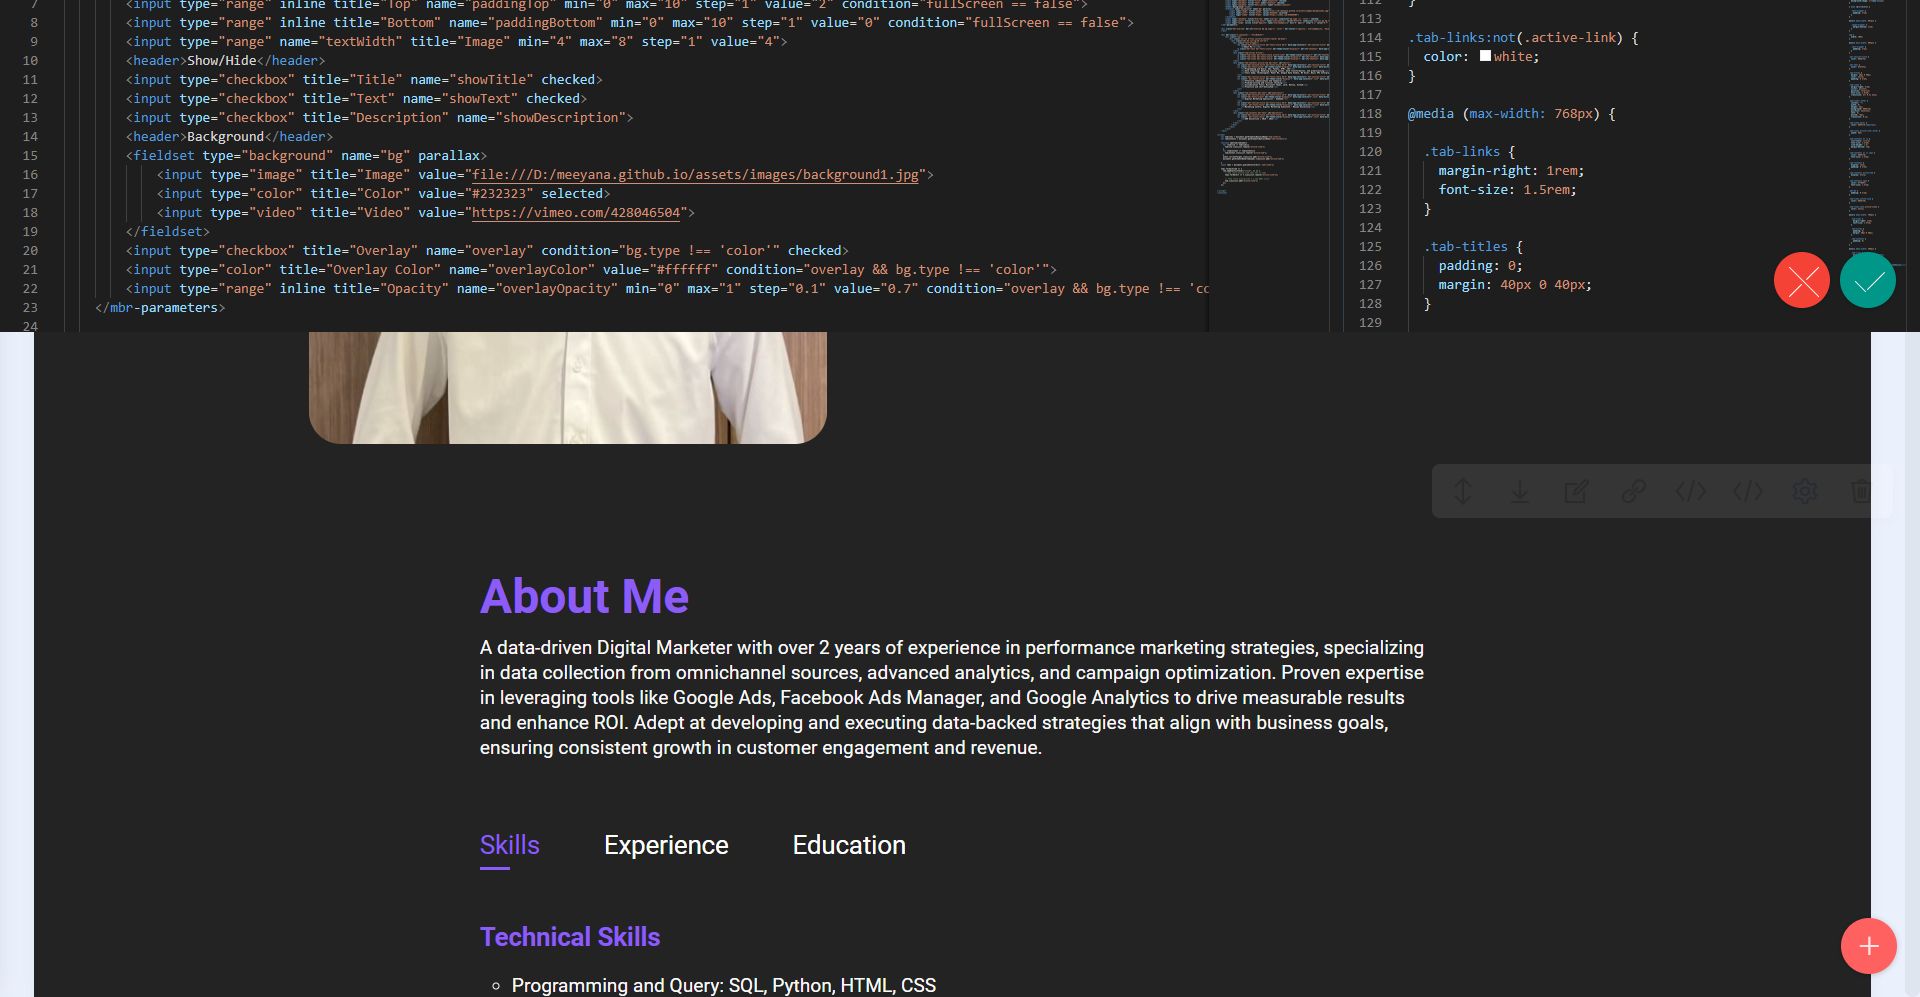 7 <input type="range" inline title="Top" name="paddingTop" min="0" max="10" step="1" value="2" condition="fullScreen == false">
8 <input type="range" inline title="Bottom" name="paddingBottom" min="0" max="10" step="1" value="0" condition="fullScreen == false">
9 <input type="range" name="textWidth" title="Image" min="4" max="8" step="1" value="4">
10 <header>Show/Hide</header>
11 <input type="checkbox" title="Title" name="showTitle" checked>
12 <input type="checkbox" title="Text" name="showText" checked>
13 <input type="checkbox" title="Description" name="showDescription">
14 <header>Background</header>
15 <fieldset type="background" name="bg" parallax>
16 <input type="image" title="Image" value="file:///D:/meeyana.github.io/assets/images/background1.jpg">
17 <input type="color" title="Color" value="#232323" selected>
18 <input type="video" title="Video" value="https://vimeo.com/428046504">
19 </fieldset>
20 <input type="checkbox" title="Overlay" name="overlay" condition="bg.type !== 'color'" checked>
21 <input type="color" title="Overlay Color" name="overlayColor" value="#ffffff" condition="overlay && bg.type !== 'color'">
22 <input type="range" inline title="Opacity" name="overlayOpacity" min="0" max="1" step="0.1" value="0.7" condition="overlay && bg.type !== 'co
23 </mbr-parameters>
24
112 }
113
114 .tab-links:not(.active-link) {
115 color: white;
116 }
117
118 @media (max-width: 768px) {
119
120 .tab-links {
121 margin-right: 1rem;
122 font-size: 1.5rem;
123 }
124
125 .tab-titles {
126 padding: 0;
127 margin: 40px 0 40px;
128 }
129
About Me
A data-driven Digital Marketer with over 2 years of experience in performance marketing strategies, specializing
in data collection from omnichannel sources, advanced analytics, and campaign optimization. Proven expertise
in leveraging tools like Google Ads, Facebook Ads Manager, and Google Analytics to drive measurable results
and enhance ROI. Adept at developing and executing data-backed strategies that align with business goals,
ensuring consistent growth in customer engagement and revenue.
Skills Experience Education
Technical Skills
Programming and Query: SQL, Python, HTML, CSS